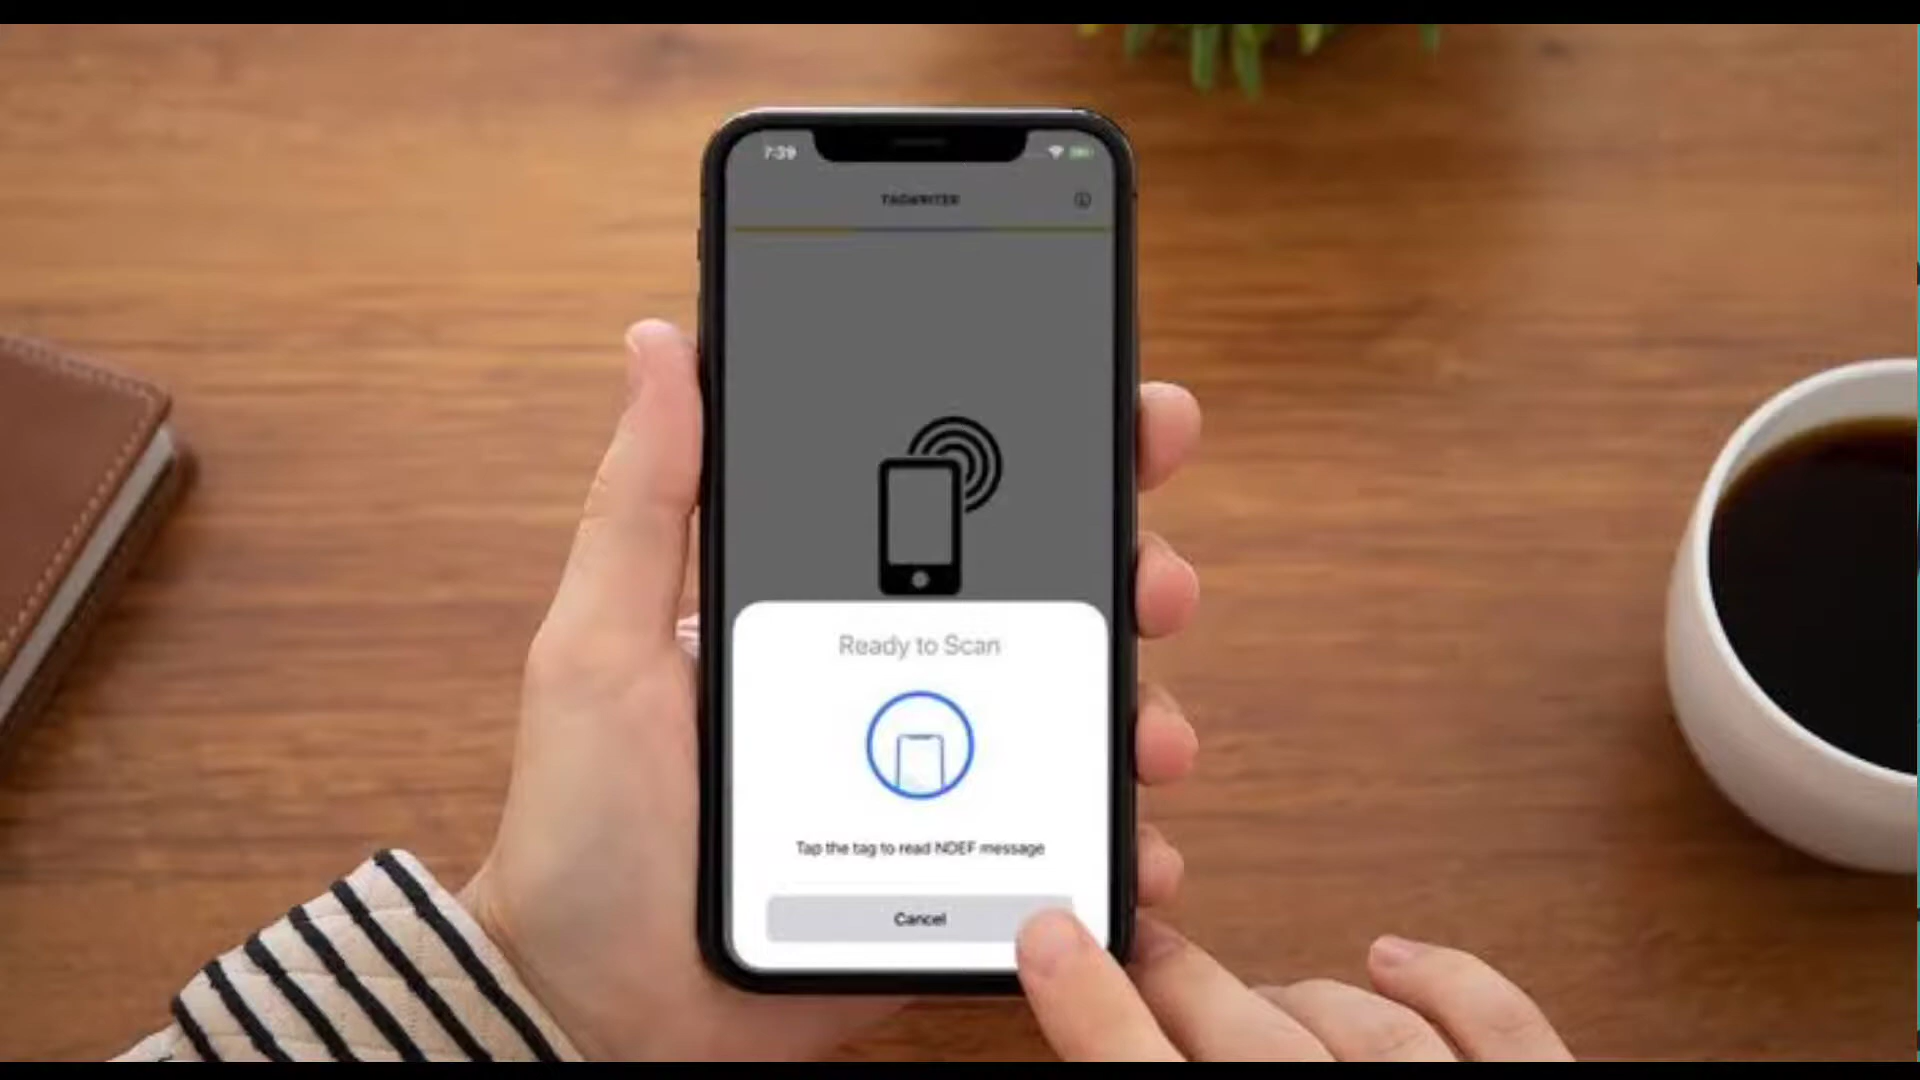 7:39
TAGWRITER
Ready to Scan
Tap the tag to read NDEF message
Cancel